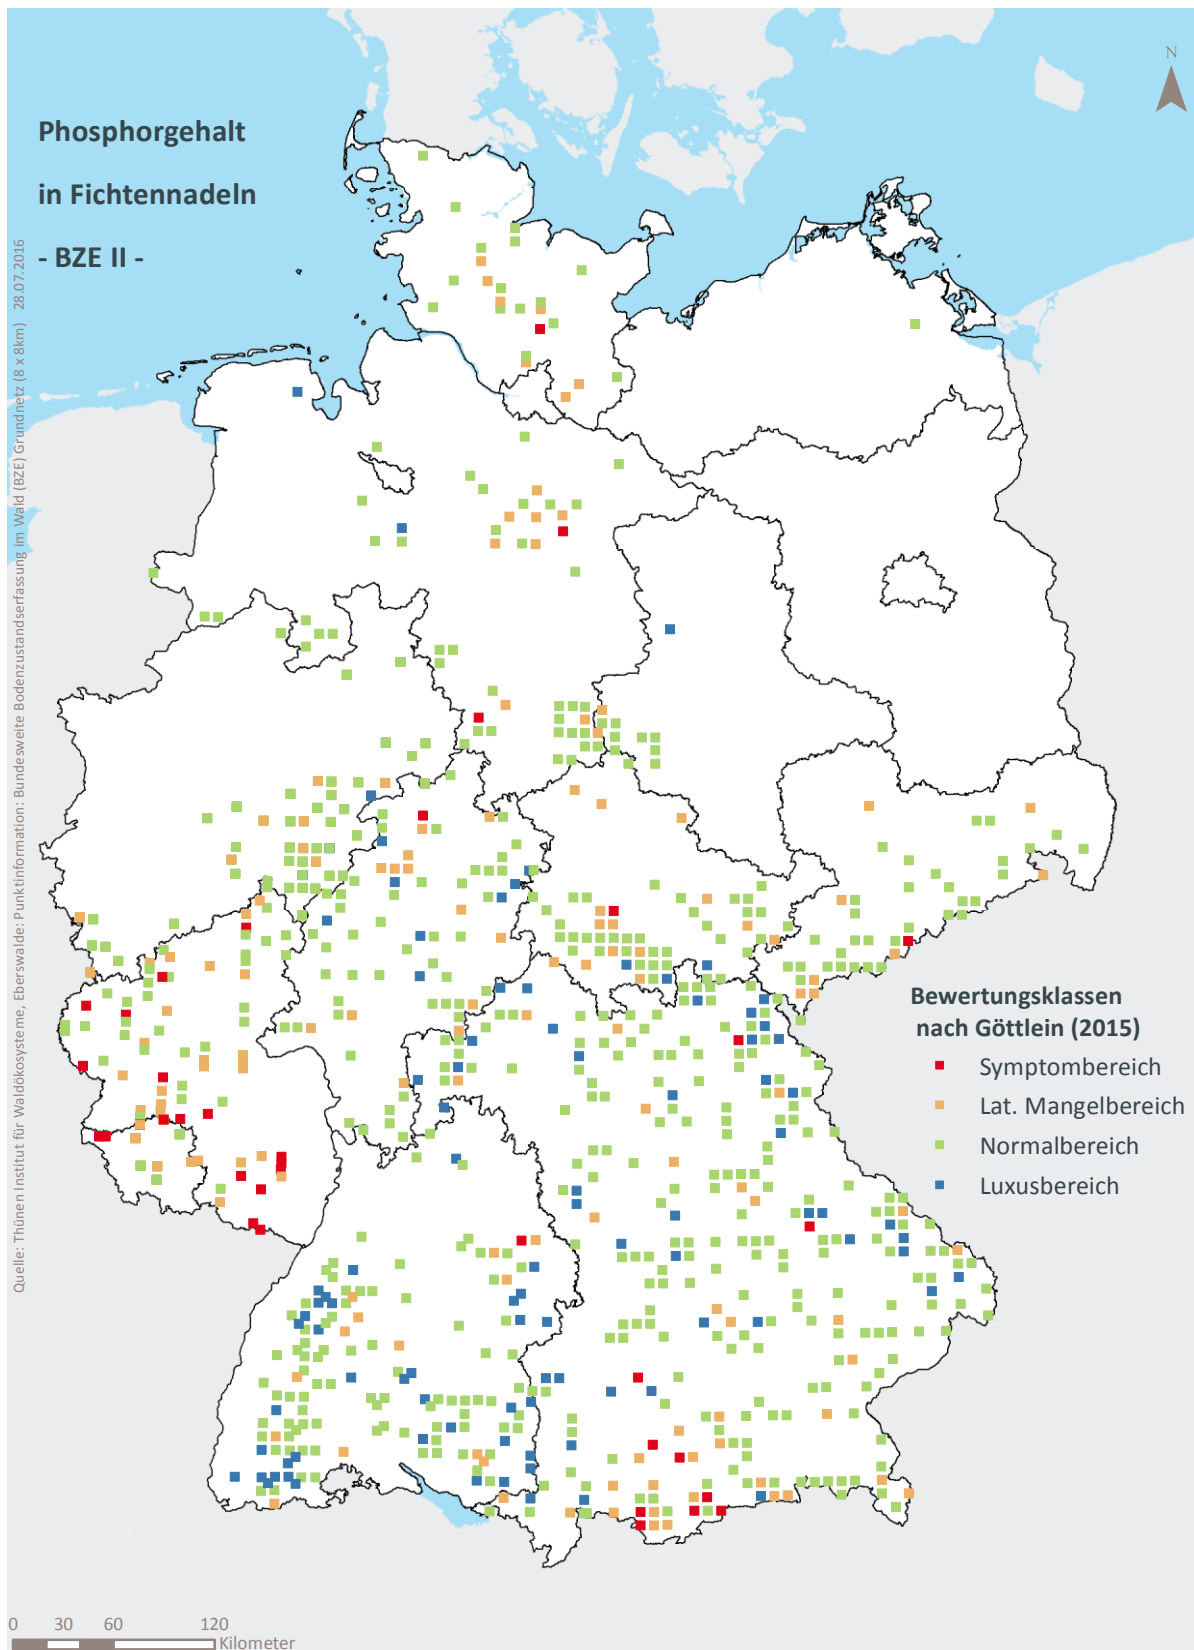 Phosphorgehalt
in Fichtennadeln
- BZE II -
N
Quelle: Thünen Institut für Waldökosysteme, Eberswalde: Punktinformation: Bundesweite Bodenzustandserfassung im Wald (BZE) Grundnetz (8 x 8km) 28.07.2016
Bewertungsklassen
nach Göttlein (2015)
Symptombereich
Lat. Mangelbereich
Normalbereich
Luxusbereich
0 30 60 120
Kilometer